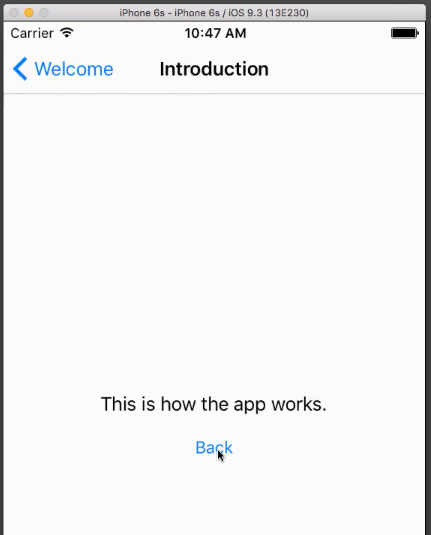 iPhone 6s - iPhone 6s / iOS 9.3 (13E230)
Carrier 10:47 AM
Welcome Introduction
This is how the app works.
Back